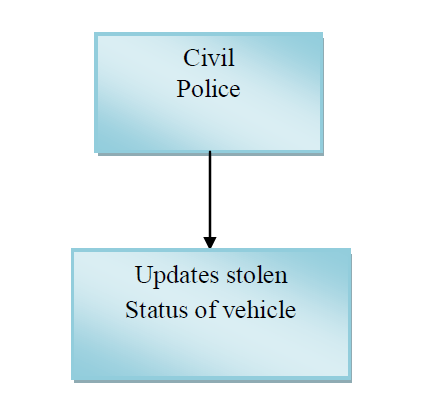 Civil
Police
Updates stolen
Status of vehicle